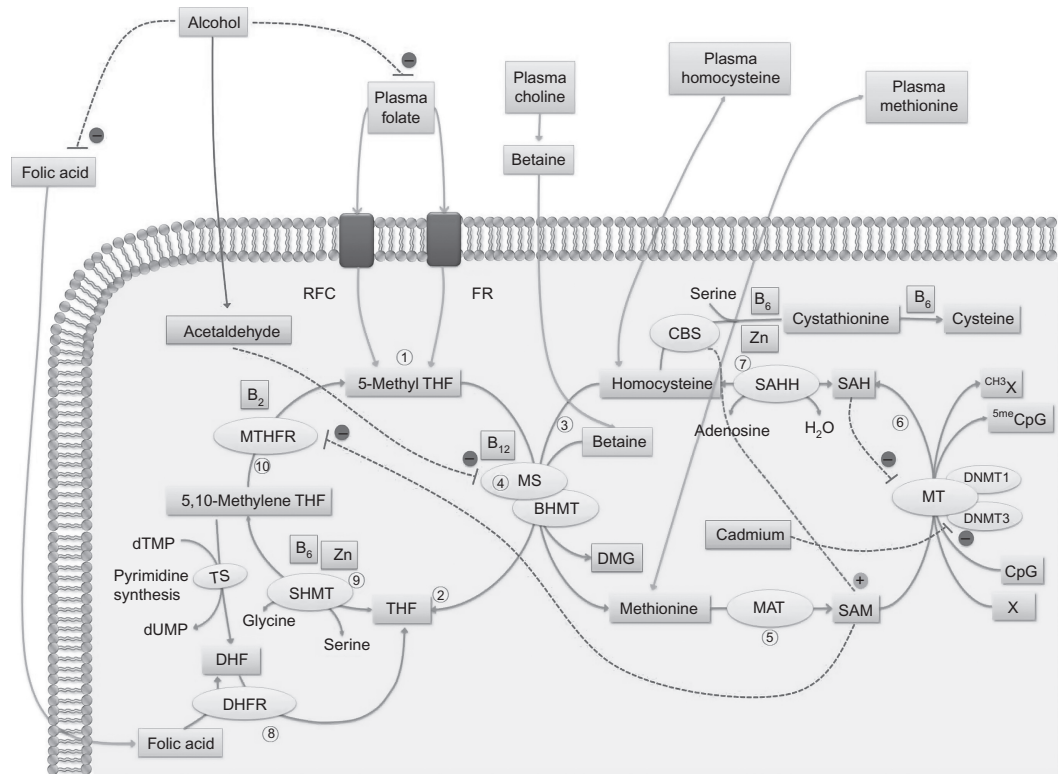 Alcohol
−
Plasma
folate
Plasma
choline
Plasma
homocysteine
Plasma
methionine
−
Folic acid
Betaine
RFC
FR
Acetaldehyde
Serine
B6
B6
CBS
Zn
Cystathionine
Cysteine
1
5-Methyl THF
7
Homocysteine
SAHH
SAH
CH3X
B2
3
6
5meCpG
Adenosine
H2O
MTHFR
−
B12
Betaine
10
−
4
MS
−
DNMT1
5,10-Methylene THF
BHMT
MT
DNMT3
dTMP
B6
Zn
Cadmium
−
TS
Pyrimidine
synthesis
9
DMG
CpG
SHMT
2
+
Glycine
THF
Methionine
MAT
SAM
X
dUMP
Serine
5
DHF
DHFR
8
Folic acid